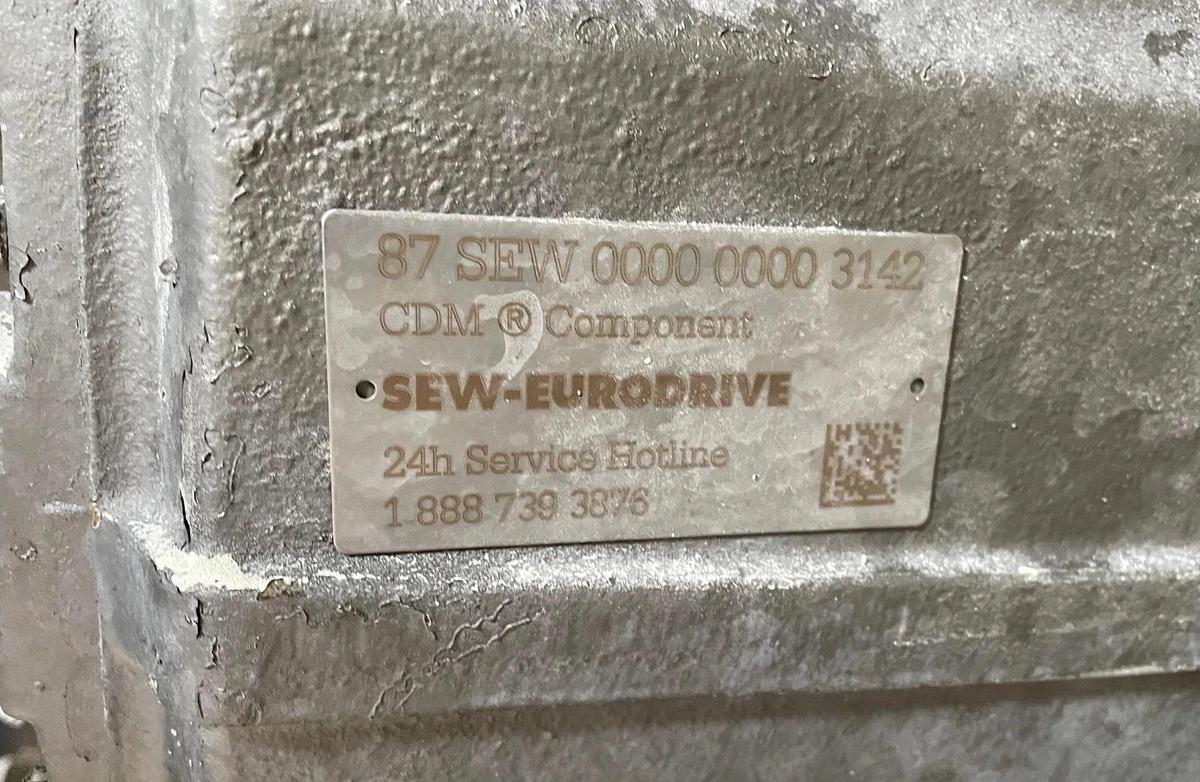 87 SEW 0000 0000 3142
CDM ® Component
SEW-EURODRIVE
24h Service Hotline
1 888 739 3876